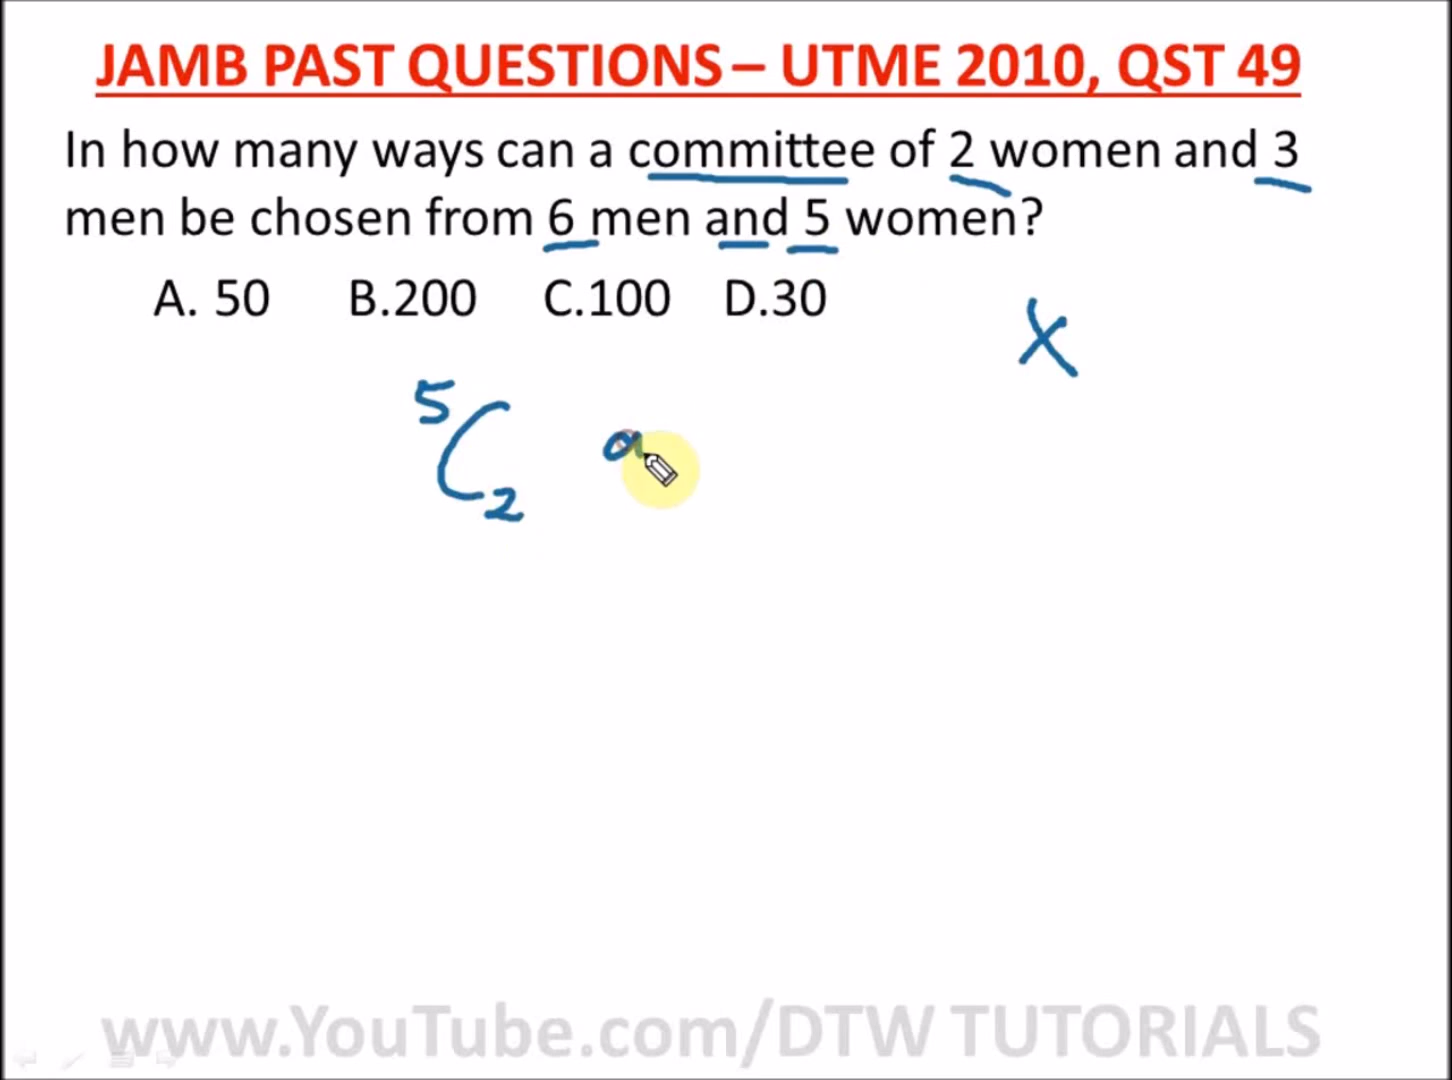 JAMB PAST QUESTIONS – UTME 2010, QST 49
In how many ways can a committee of 2 women and 3
men be chosen from 6 men and 5 women?
A. 50 B.200 C.100 D.30
X
5C2 a
www.YouTube.com/DTW TUTORIALS